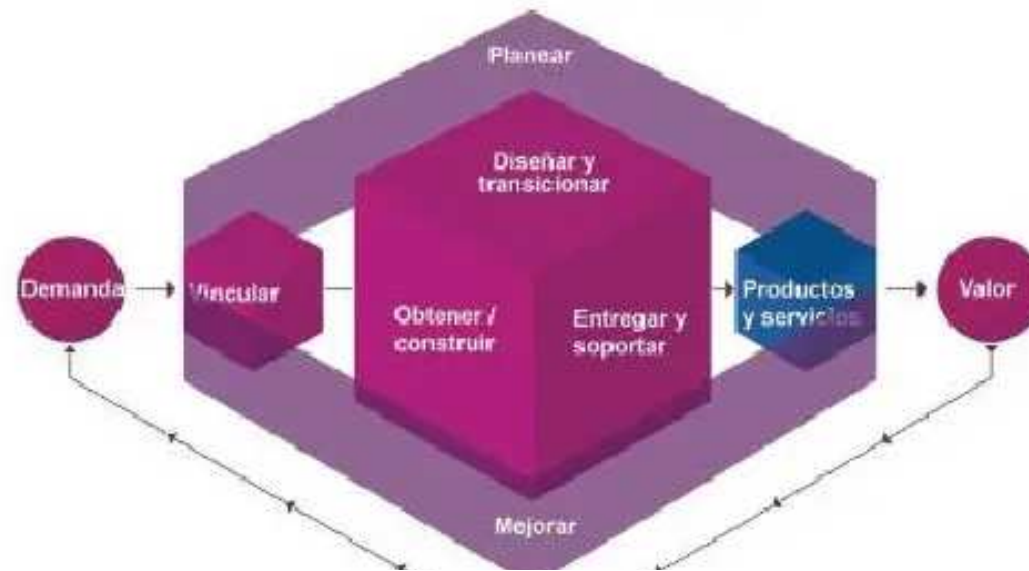 Planear
Diseñar y
transicionar
Demanda
Vincular
Obtener /
construir
Entregar y
soportar
Productos
y servicios
Valor
Mejorar